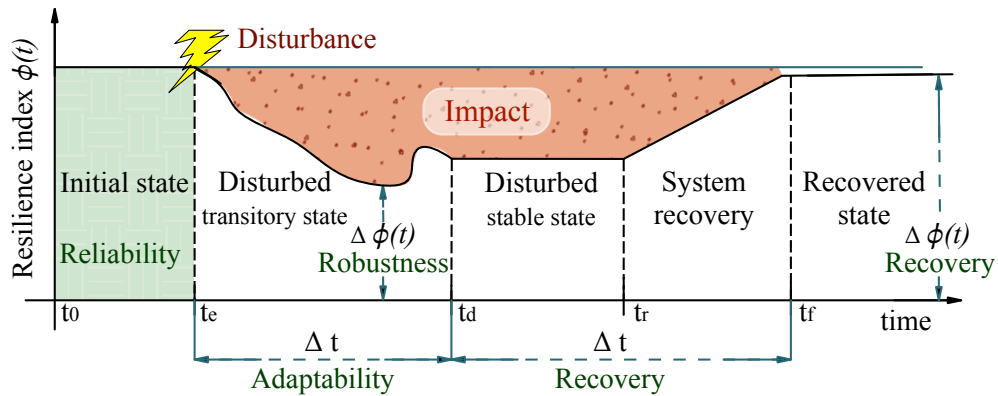 Resilience index ϕ(t)
Disturbance
Impact
Initial state
Reliability
Disturbed
transitory state
Δ ϕ(t)
Robustness
Disturbed
stable state
System
recovery
Recovered
state
Δ ϕ(t)
Recovery
t0
te
td
tr
tf
time
Δ t
Adaptability
Δ t
Recovery